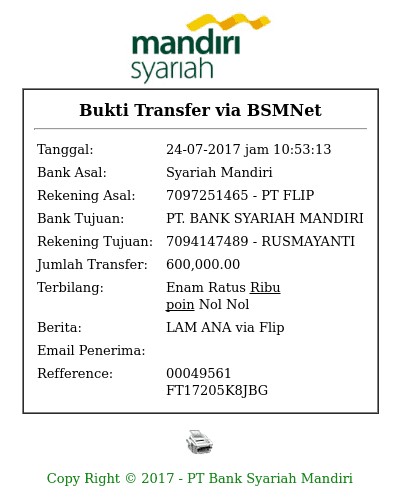 mandiri
syariah
Bukti Transfer via BSMNet
Tanggal: 24-07-2017 jam 10:53:13
Bank Asal: Syariah Mandiri
Rekening Asal: 7097251465 - PT FLIP
Bank Tujuan: PT. BANK SYARIAH MANDIRI
Rekening Tujuan: 7094147489 - RUSMAYANTI
Jumlah Transfer: 600,000.00
Terbilang: Enam Ratus Ribu
poin Nol Nol
Berita: LAM ANA via Flip
Email Penerima:
Refference: 00049561
FT17205K8JBG
Copy Right © 2017 - PT Bank Syariah Mandiri